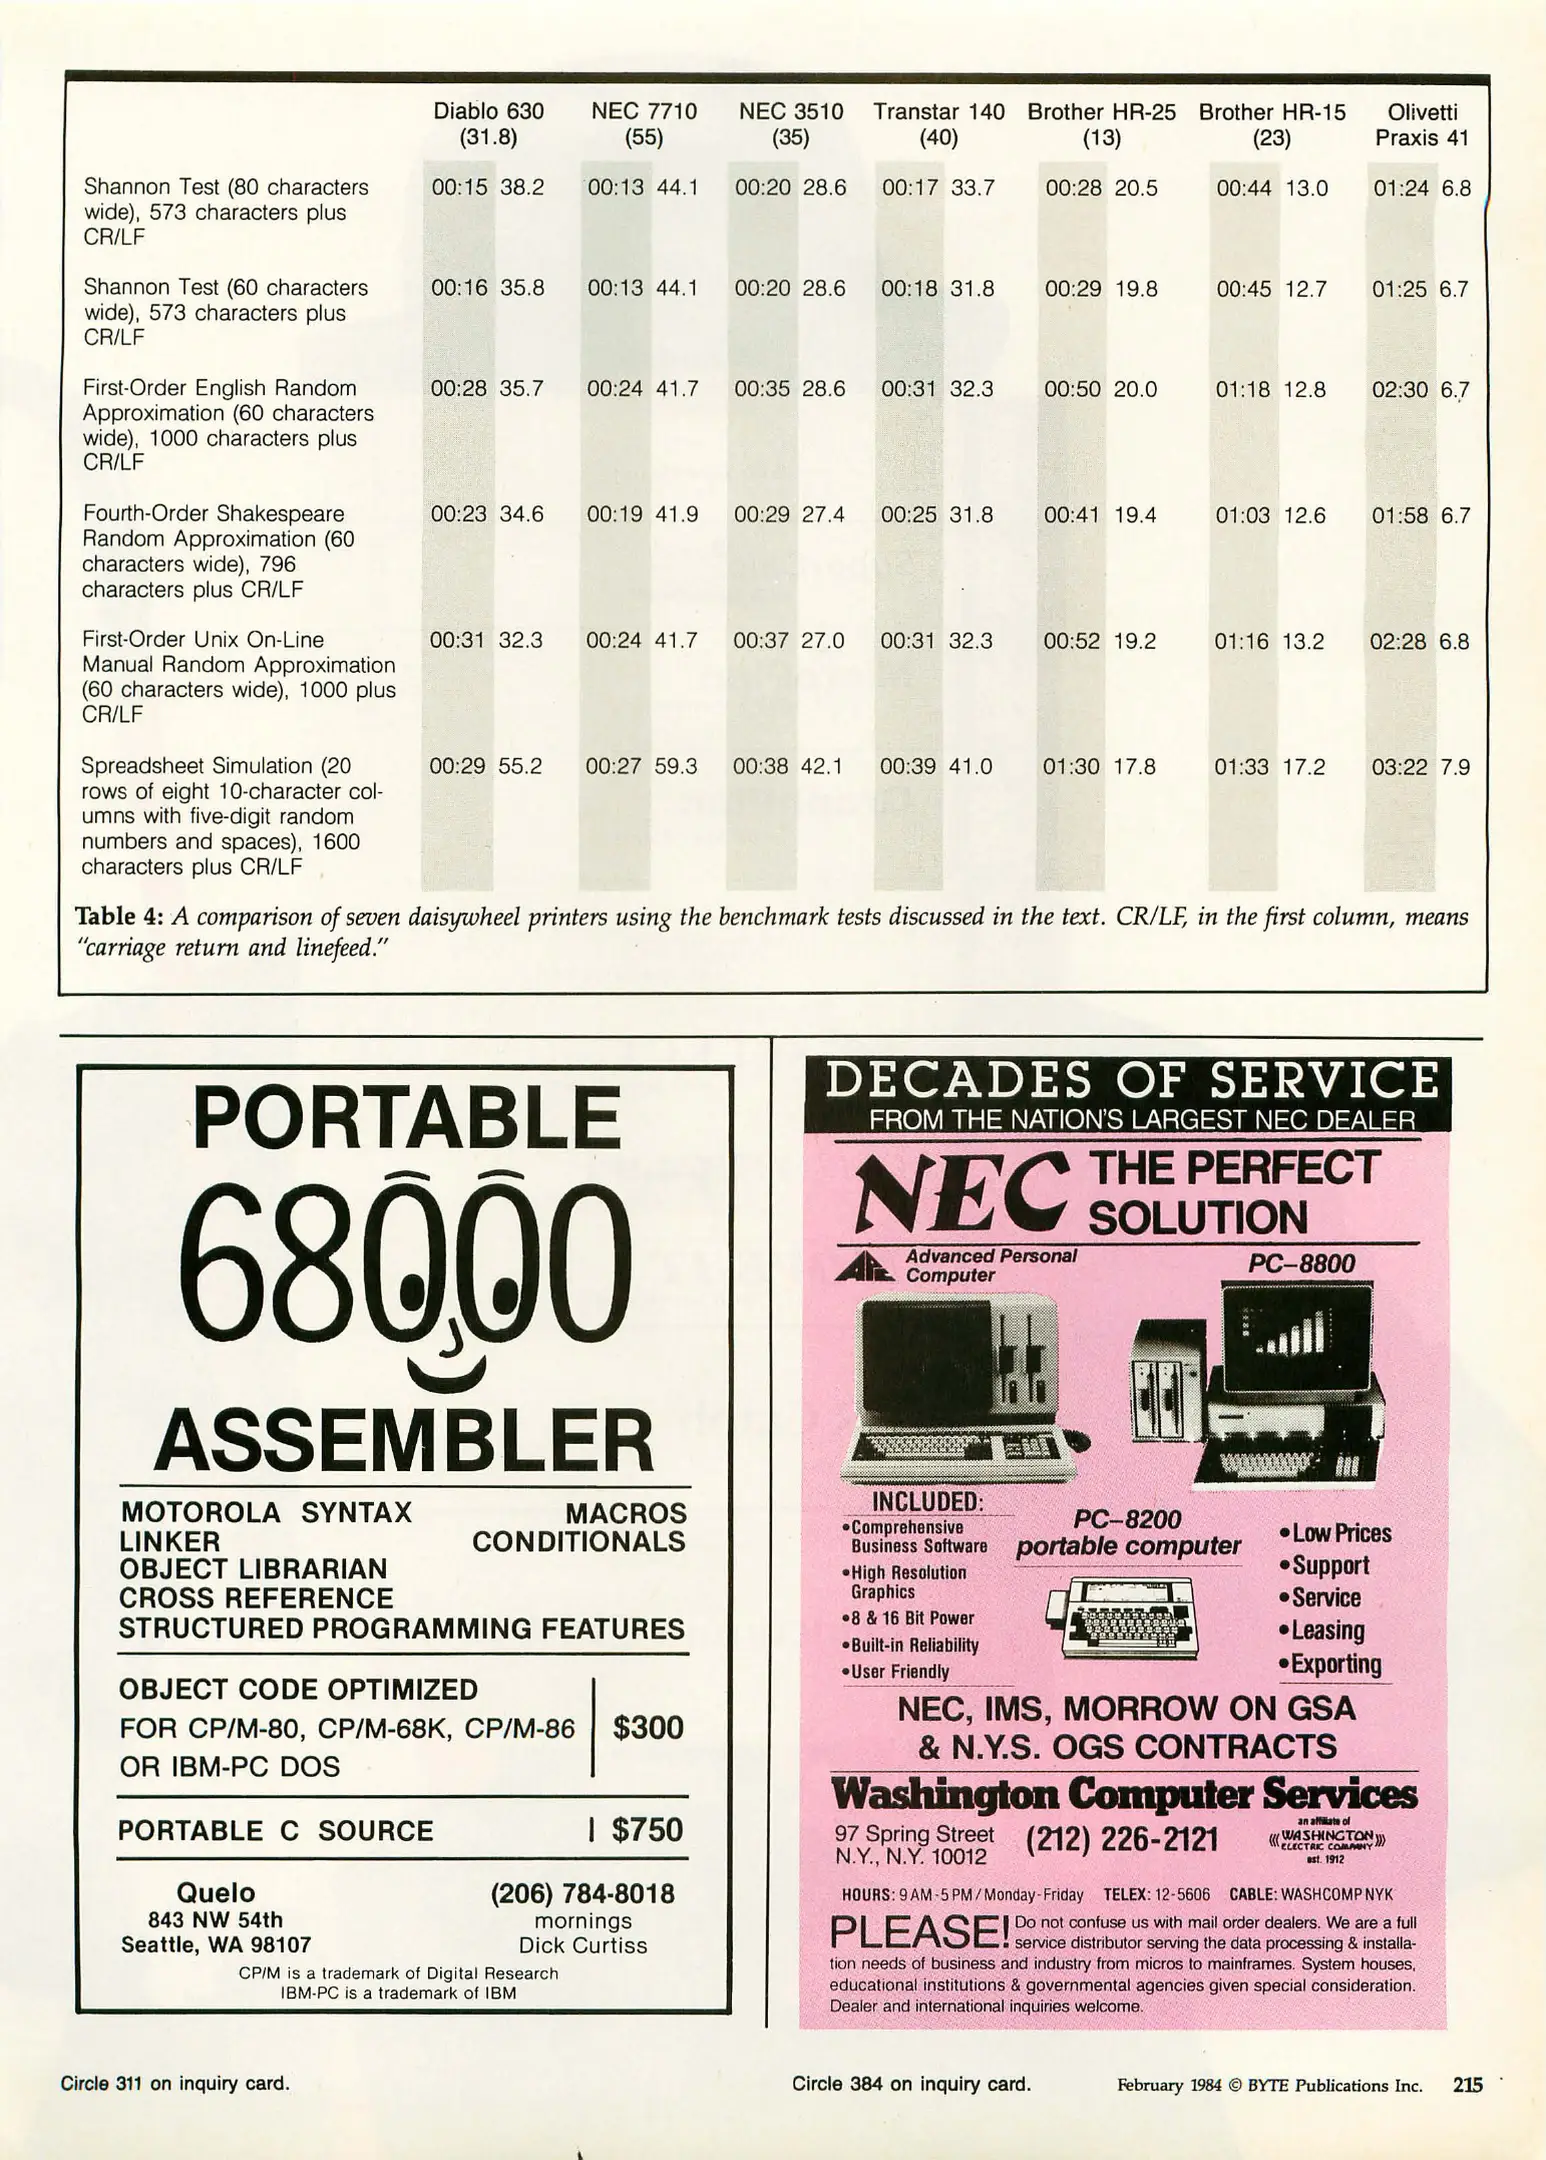 Diablo 630 NEC 7710 NEC 3510 Transtar 140 Brother HR-25 Brother HR-15 Olivetti
(31.8) (55) (35) (40) (13) (23) Praxis 41
Shannon Test (80 characters 00:15 38.2 00:13 44.1 00:20 28.6 00:17 33.7 00:28 20.5 00:44 13.0 01:24 6.8
wide), 573 characters plus
CR/LF
Shannon Test (60 characters 00:16 35.8 00:13 44.1 00:20 28.6 00:18 31.8 00:29 19.8 00:45 12.7 01:25 6.7
wide), 573 characters plus
CR/LF
First-Order English Random 00:28 35.7 00:24 41.7 00:35 28.6 00:31 32.3 00:50 20.0 01:18 12.8 02:30 6.7
Approximation (60 characters
wide), 1000 characters plus
CR/LF
Fourth-Order Shakespeare 00:23 34.6 00:19 41.9 00:29 27.4 00:25 31.8 00:41 19.4 01:03 12.6 01:58 6.7
Random Approximation (60
characters wide), 796
characters plus CR/LF
First-Order Unix On-Line 00:31 32.3 00:24 41.7 00:37 27.0 00:31 32.3 00:52 19.2 01:16 13.2 02:28 6.8
Manual Random Approximation
(60 characters wide), 1000 plus
CR/LF
Spreadsheet Simulation (20 00:29 55.2 00:27 59.3 00:38 42.1 00:39 41.0 01:30 17.8 01:33 17.2 03:22 7.9
rows of eight 10-character col-
umns with five-digit random
numbers and spaces), 1600
characters plus CR/LF
Table 4: A comparison of seven daisywheel printers using the benchmark tests discussed in the text. CR/LF, in the first column, means
"carriage return and linefeed."
PORTABLE
68000
ASSEMBLER
MOTOROLA SYNTAX MACROS
LINKER CONDITIONALS
OBJECT LIBRARIAN
CROSS REFERENCE
STRUCTURED PROGRAMMING FEATURES
OBJECT CODE OPTIMIZED
FOR CP/M-80, CP/M-68K, CP/M-86 $300
OR IBM-PC DOS
PORTABLE C SOURCE $750
Quelo (206) 784-8018
843 NW 54th mornings
Seattle, WA 98107 Dick Curtiss
CP/M is a trademark of Digital Research
IBM-PC is a trademark of IBM
Circle 311 on inquiry card.
DECADES OF SERVICE
FROM THE NATION'S LARGEST NEC DEALER
NEC THE PERFECT
SOLUTION
APC Advanced Personal
Computer
PC-8800
INCLUDED:
•Comprehensive
Business Software
•High Resolution
Graphics
•8 & 16 Bit Power
•Built-in Reliability
•User Friendly
PC-8200
portable computer
•Low Prices
•Support
•Service
•Leasing
•Exporting
NEC, IMS, MORROW ON GSA
& N.Y.S. OGS CONTRACTS
Washington Computer Services
97 Spring Street
N.Y., N.Y. 10012
(212) 226-2121
an affiliate of
WASHINGTON
ELECTRIC COMPANY
est. 1912
HOURS: 9 AM-5 PM/Monday-Friday TELEX: 12-5606 CABLE: WASHCOMP NYK
PLEASE! Do not confuse us with mail order dealers. We are a full
service distributor serving the data processing & installa-
tion needs of business and industry from micros to mainframes. System houses,
educational institutions & governmental agencies given special consideration.
Dealer and international inquiries welcome.
Circle 384 on inquiry card.
February 1984 © BYTE Publications Inc. 215